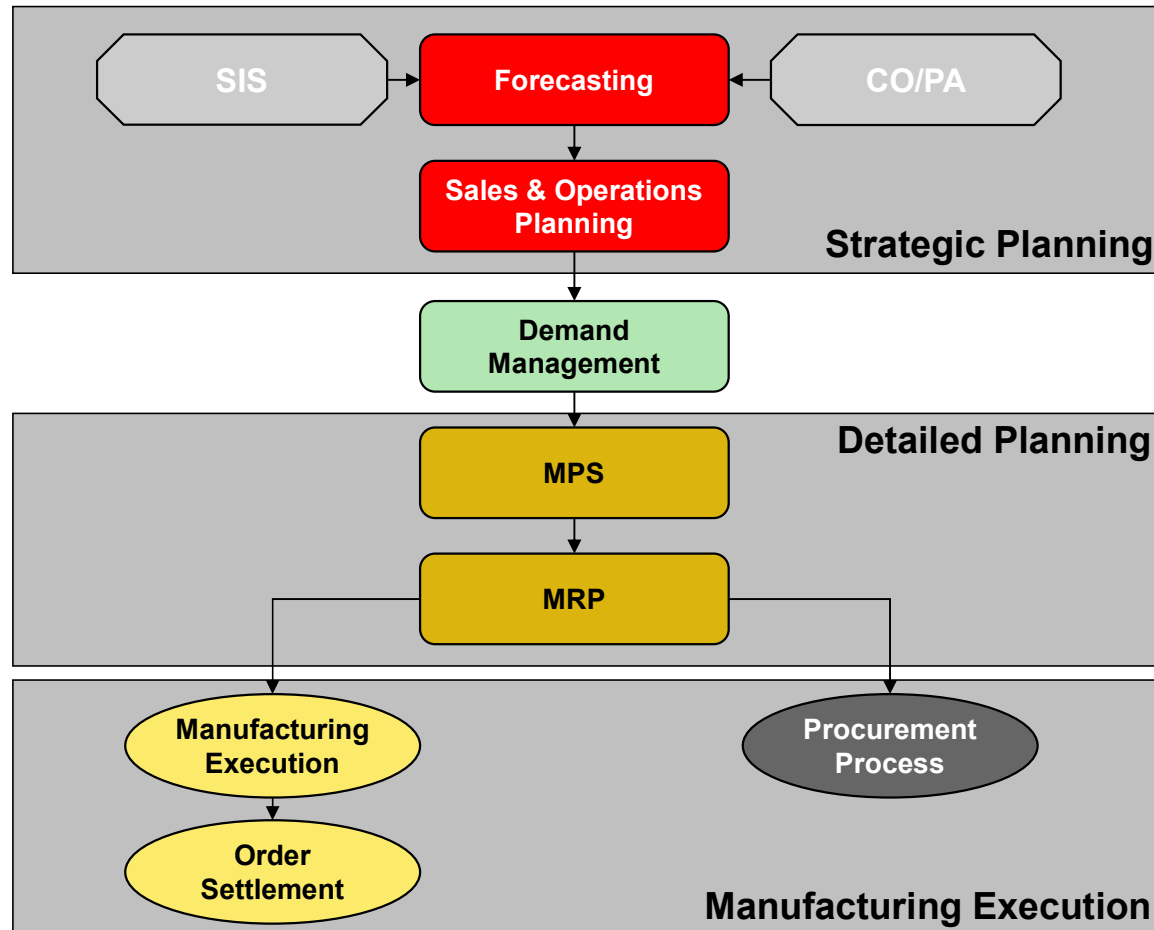 SIS
Forecasting
CO/PA
Sales & Operations
Planning
Strategic Planning
Demand
Management
Detailed Planning
MPS
MRP
Manufacturing
Execution
Procurement
Process
Order
Settlement
Manufacturing Execution